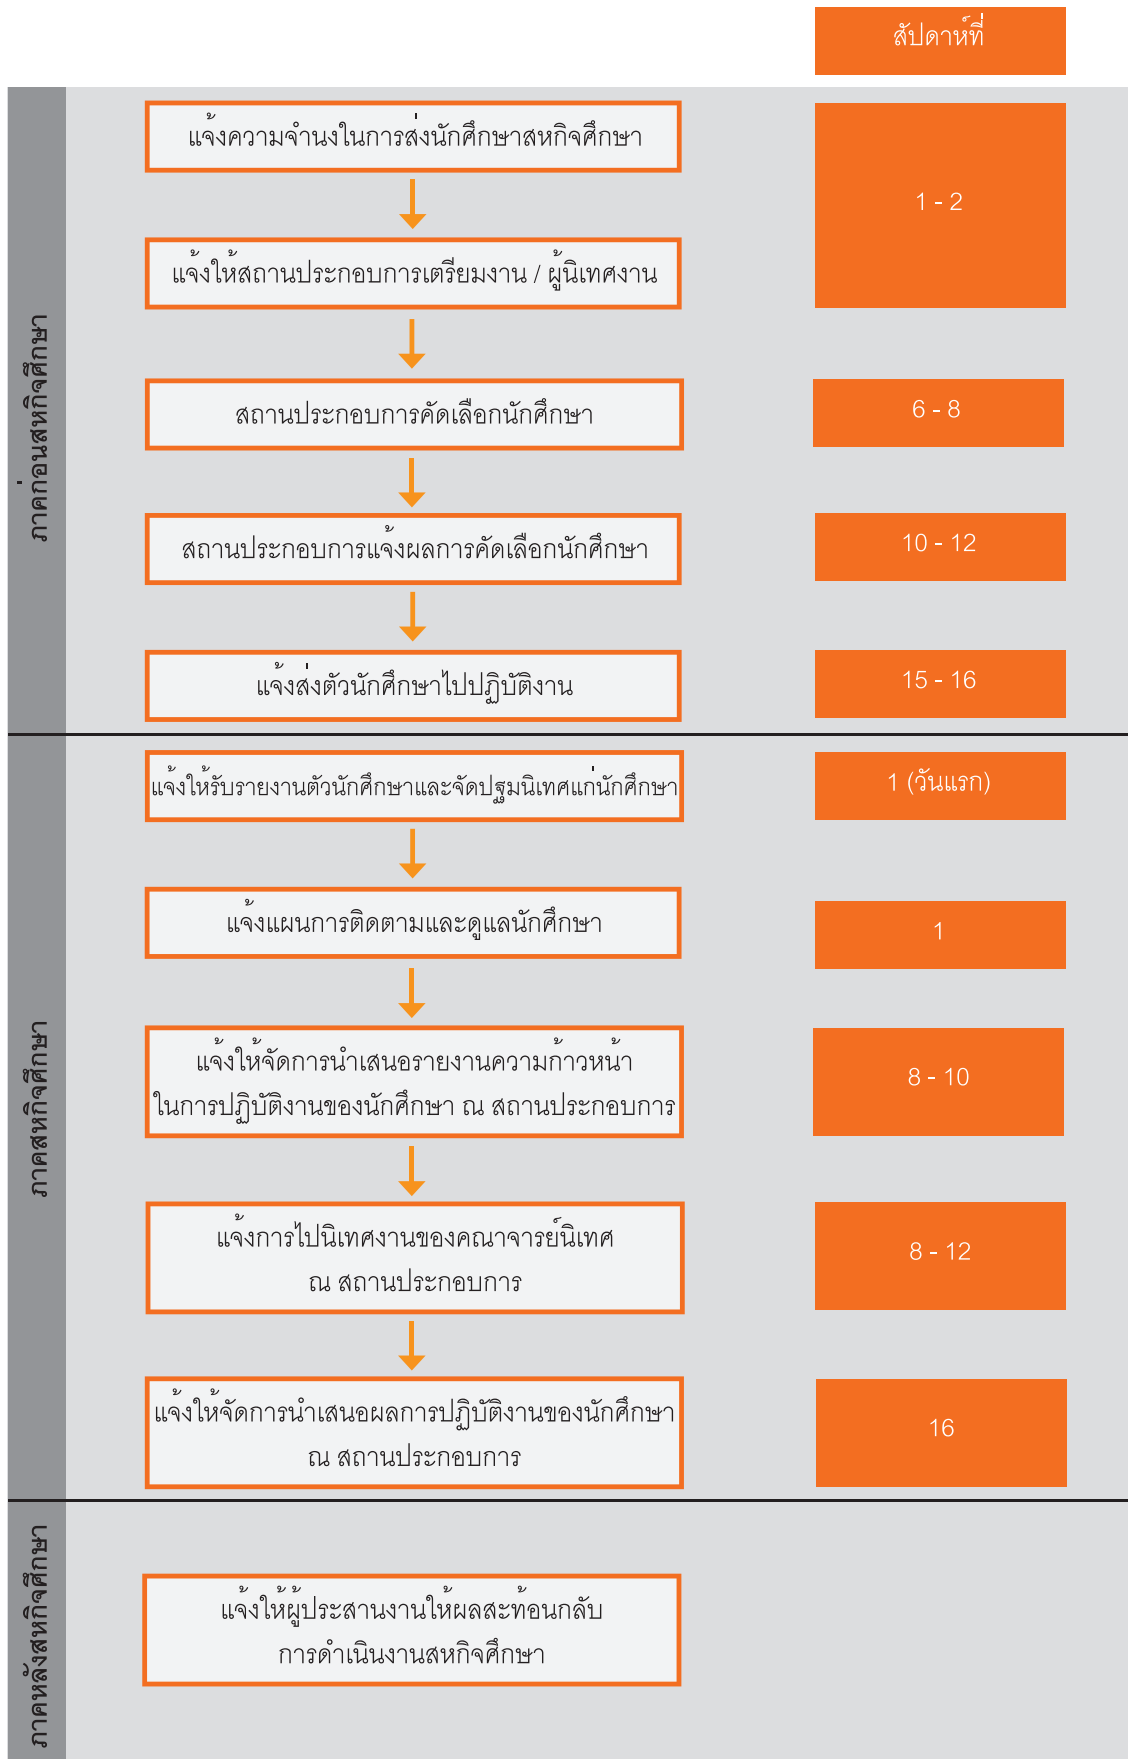 สัปดาห์ที่
ภาคก่อนสหกิจศึกษา
แจ้งความจำนงในการส่งนักศึกษาสหกิจศึกษา
1 - 2
แจ้งให้สถานประกอบการเตรียมงาน / ผู้นิเทศงาน
สถานประกอบการคัดเลือกนักศึกษา
6 - 8
สถานประกอบการแจ้งผลการคัดเลือกนักศึกษา
10 - 12
แจ้งส่งตัวนักศึกษาไปปฏิบัติงาน
15 - 16
ภาคสหกิจศึกษา
แจ้งให้รับรายงานตัวนักศึกษาและจัดปฐมนิเทศแก่นักศึกษา
1 (วันแรก)
แจ้งแผนการติดตามและดูแลนักศึกษา
1
แจ้งให้จัดการนำเสนอรายงานความก้าวหน้า
ในการปฏิบัติงานของนักศึกษา ณ สถานประกอบการ
8 - 10
แจ้งการไปนิเทศงานของคณาจารย์นิเทศ
ณ สถานประกอบการ
8 - 12
แจ้งให้จัดการนำเสนอผลการปฏิบัติงานของนักศึกษา
ณ สถานประกอบการ
16
ภาคหลังสหกิจศึกษา
แจ้งให้ผู้ประสานงานให้ผลสะท้อนกลับ
การดำเนินงานสหกิจศึกษา